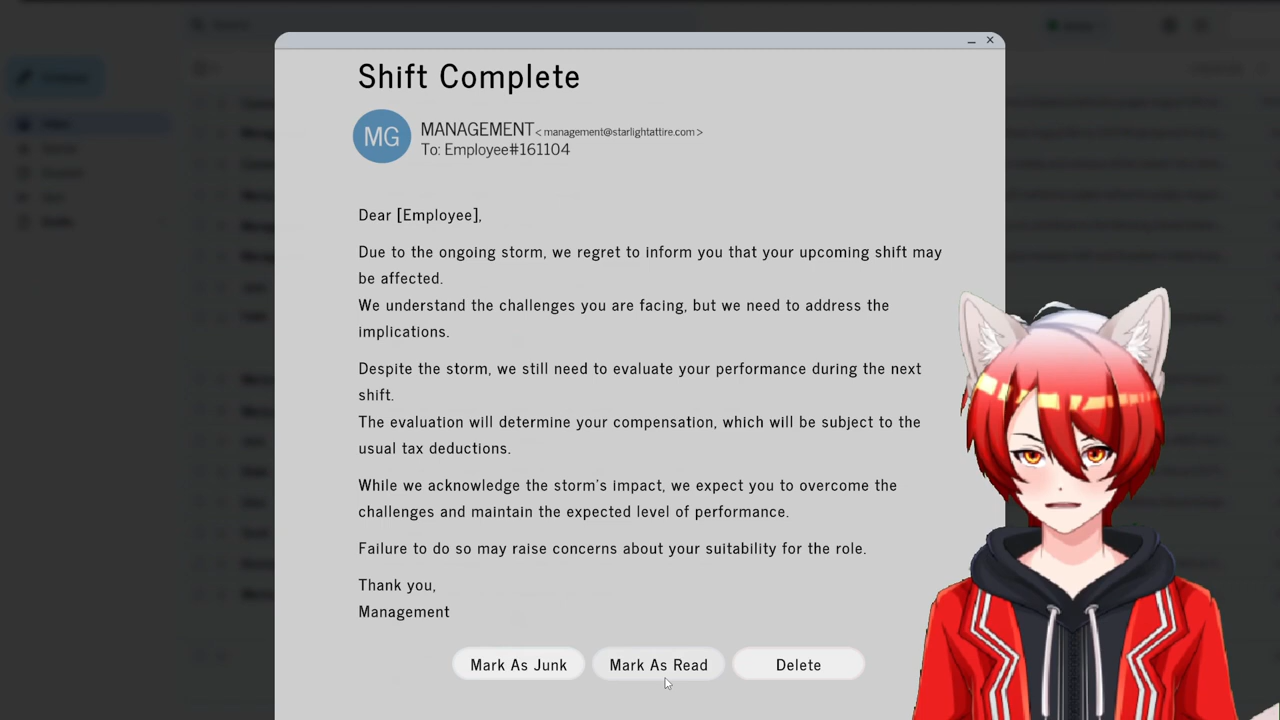 Shift Complete
MG
MANAGEMENT < management@starlightattire.com >
To: Employee#161104
Dear [Employee],
Due to the ongoing storm, we regret to inform you that your upcoming shift may
be affected.
We understand the challenges you are facing, but we need to address the
implications.
Despite the storm, we still need to evaluate your performance during the next
shift.
The evaluation will determine your compensation, which will be subject to the
usual tax deductions.
While we acknowledge the storm's impact, we expect you to overcome the
challenges and maintain the expected level of performance.
Failure to do so may raise concerns about your suitability for the role.
Thank you,
Management
Mark As Junk
Mark As Read
Delete